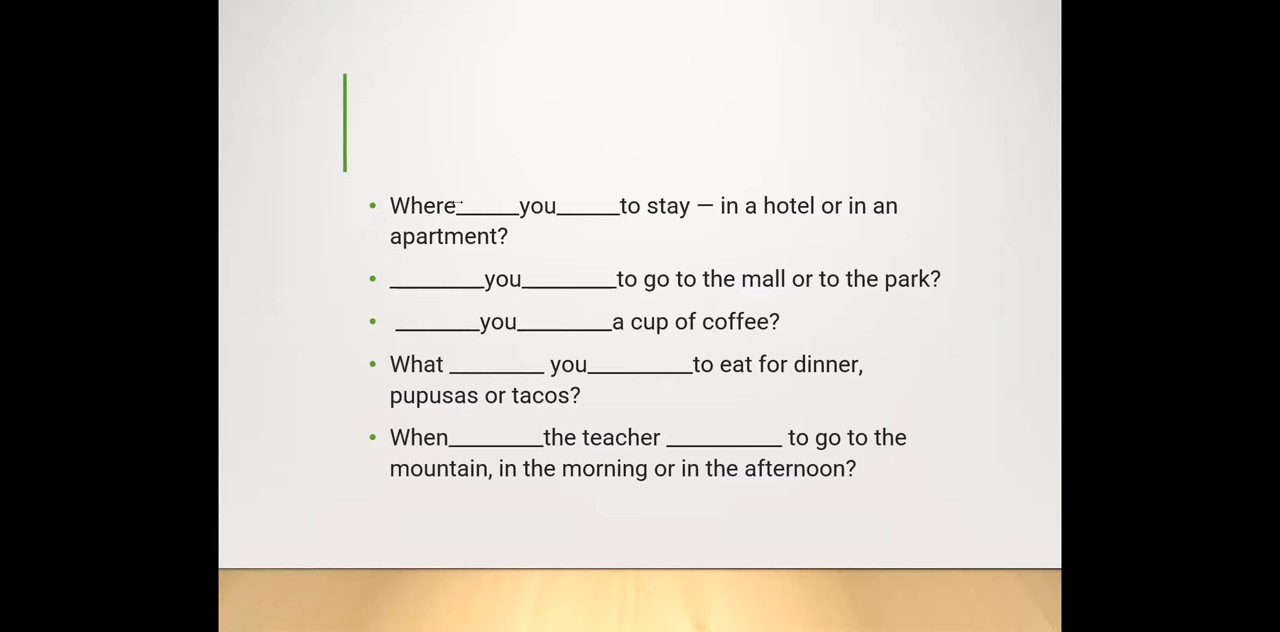 • Where______you______to stay — in a hotel or in an
apartment?
• _________you_________to go to the mall or to the park?
• ________you_________a cup of coffee?
• What _________ you__________to eat for dinner,
pupusas or tacos?
• When_________the teacher ___________ to go to the
mountain, in the morning or in the afternoon?